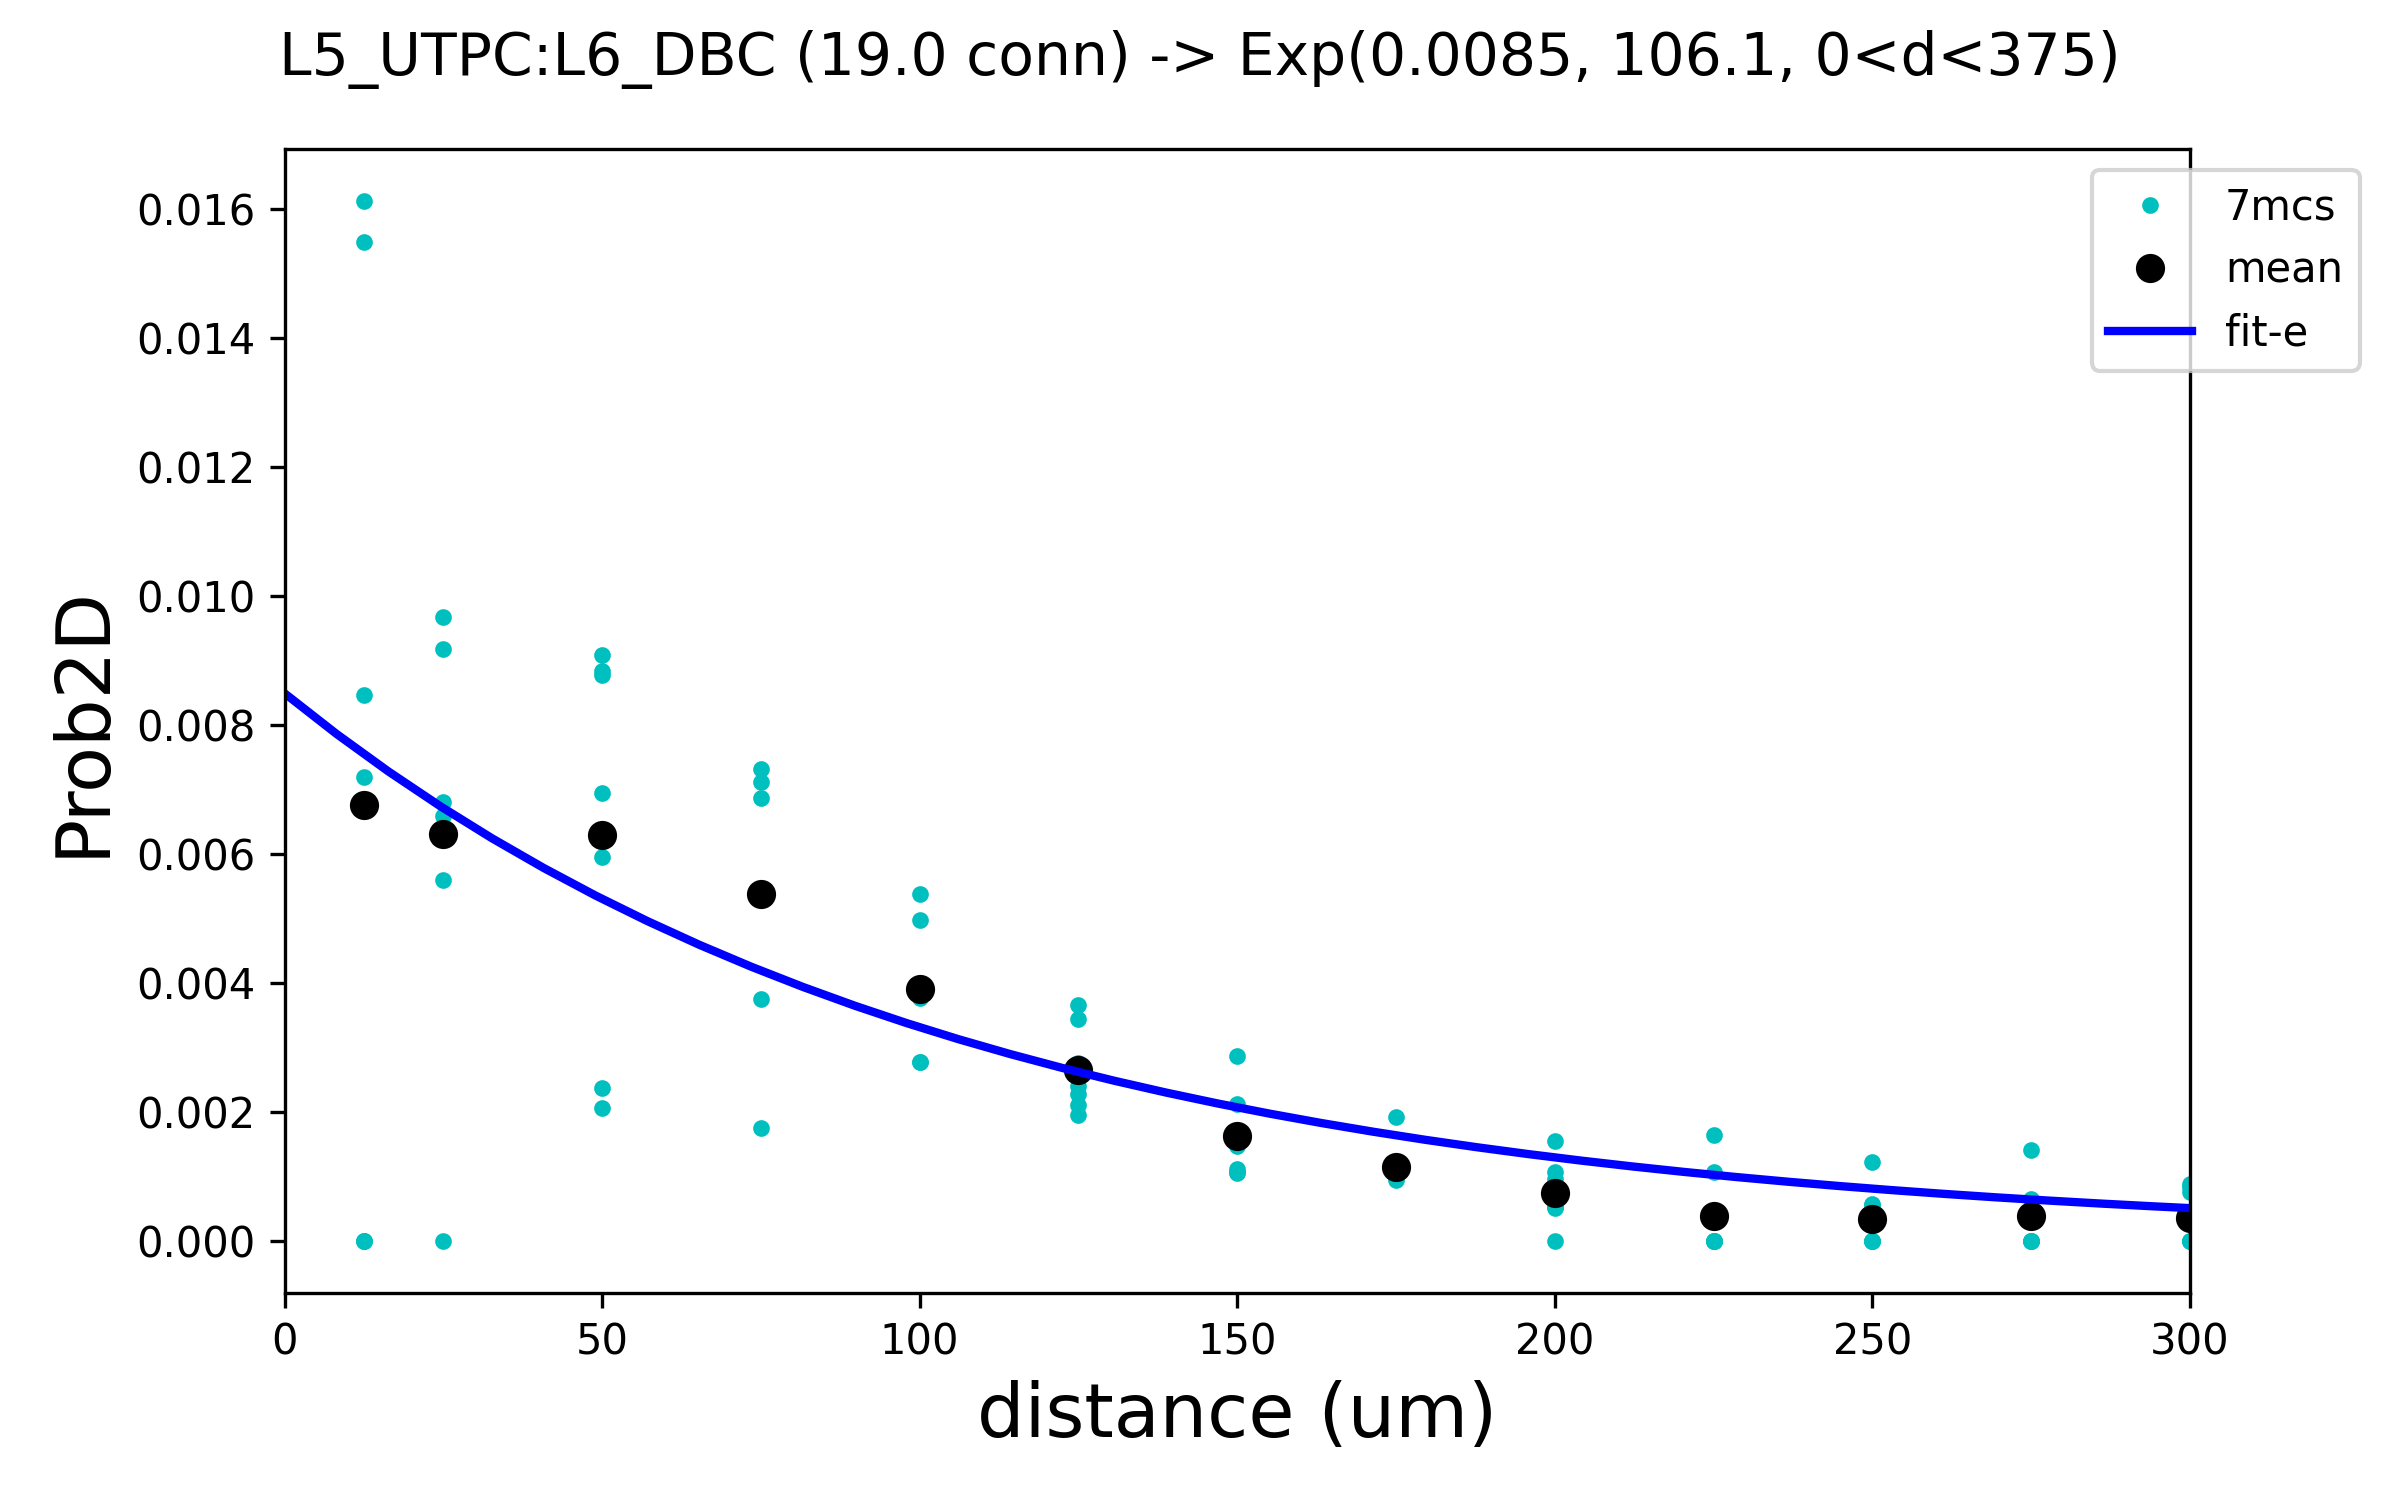 L5_UTPC:L6_DBC (19.0 conn) -> Exp(0.0085, 106.1, 0<d<375)
7mcs
mean
fit-e
Prob2D
0.016
0.014
0.012
0.010
0.008
0.006
0.004
0.002
0.000
0 50 100 150 200 250 300
distance (um)